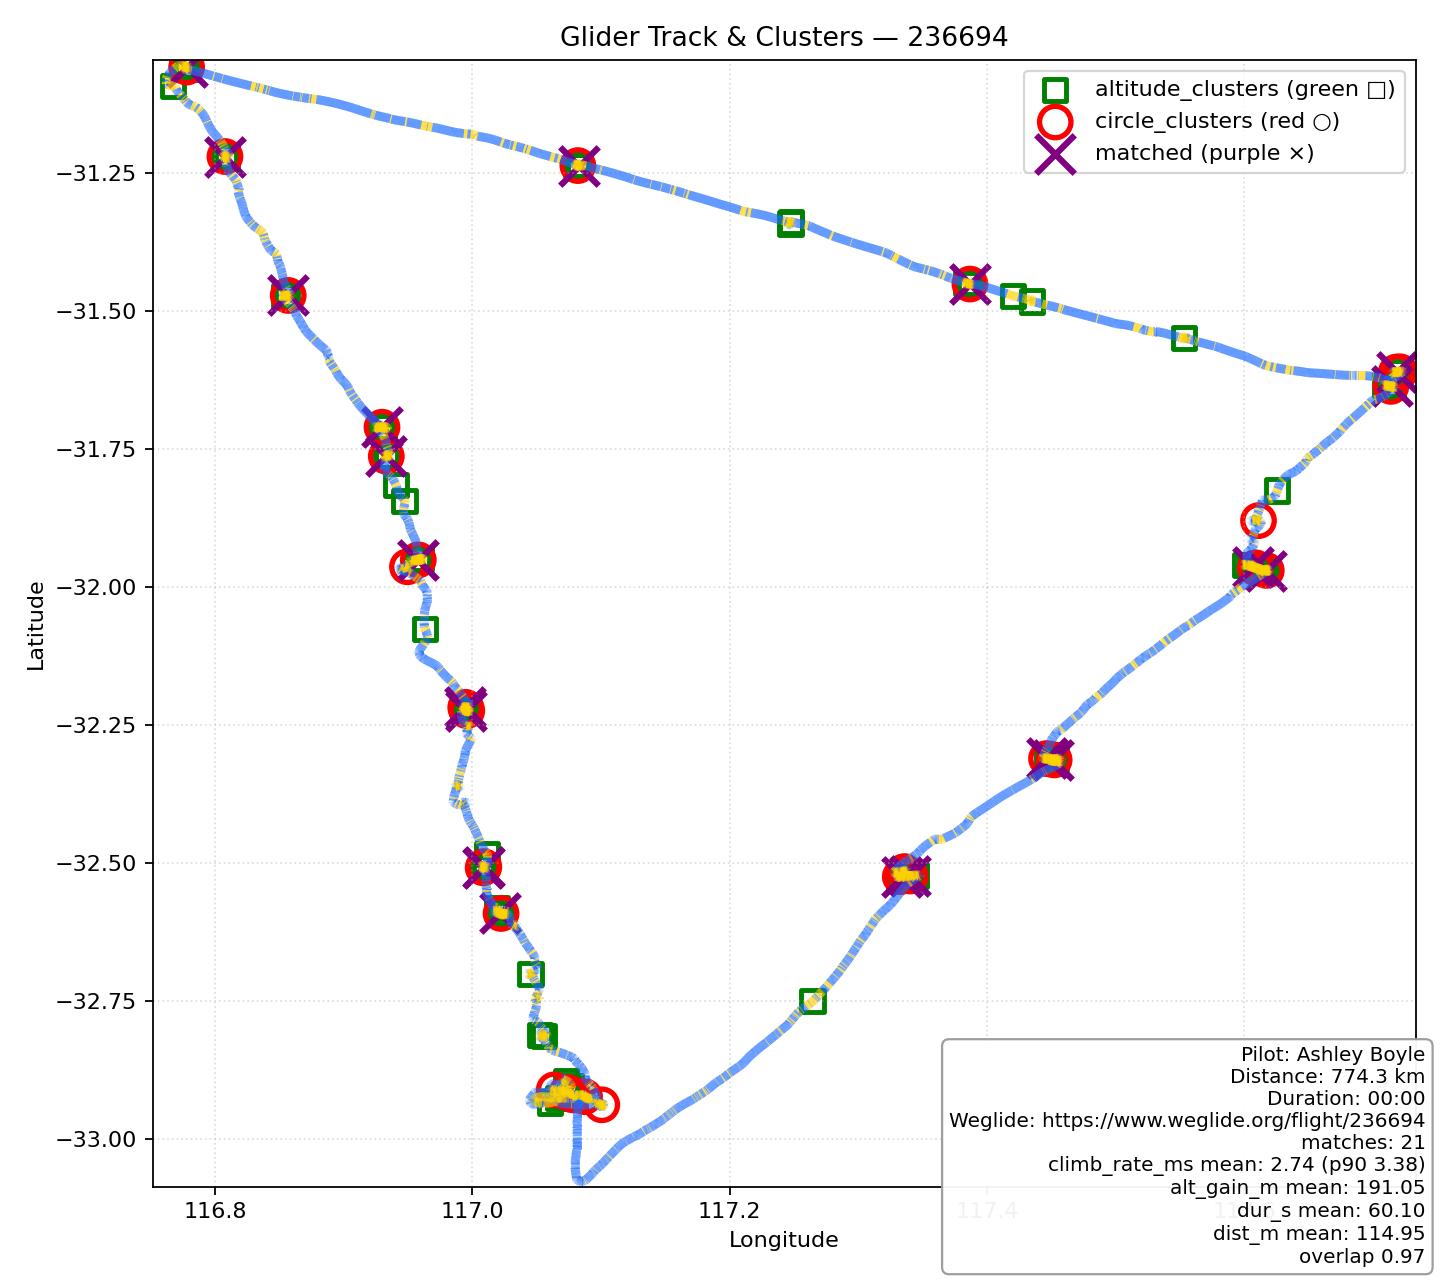 Glider Track & Clusters — 236694
altitude_clusters (green □)
circle_clusters (red ○)
matched (purple ×)
−31.25
−31.50
−31.75
−32.00
−32.25
−32.50
−32.75
−33.00
Latitude
116.8
117.0
117.2
117.4
Longitude
Pilot: Ashley Boyle
Distance: 774.3 km
Duration: 00:00
Weglide: https://www.weglide.org/flight/236694
matches: 21
climb_rate_ms mean: 2.74 (p90 3.38)
alt_gain_m mean: 191.05
dur_s mean: 60.10
dist_m mean: 114.95
overlap 0.97